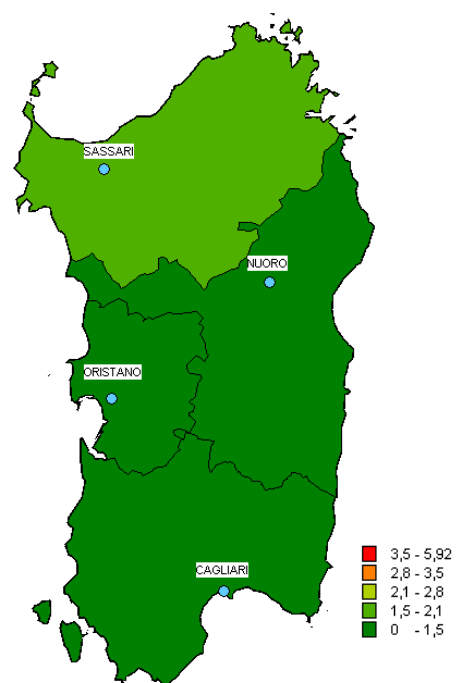 SASSARI
NUORO
ORISTANO
CAGLIARI
3,5 - 5,92
2,8 - 3,5
2,1 - 2,8
1,5 - 2,1
0 - 1,5